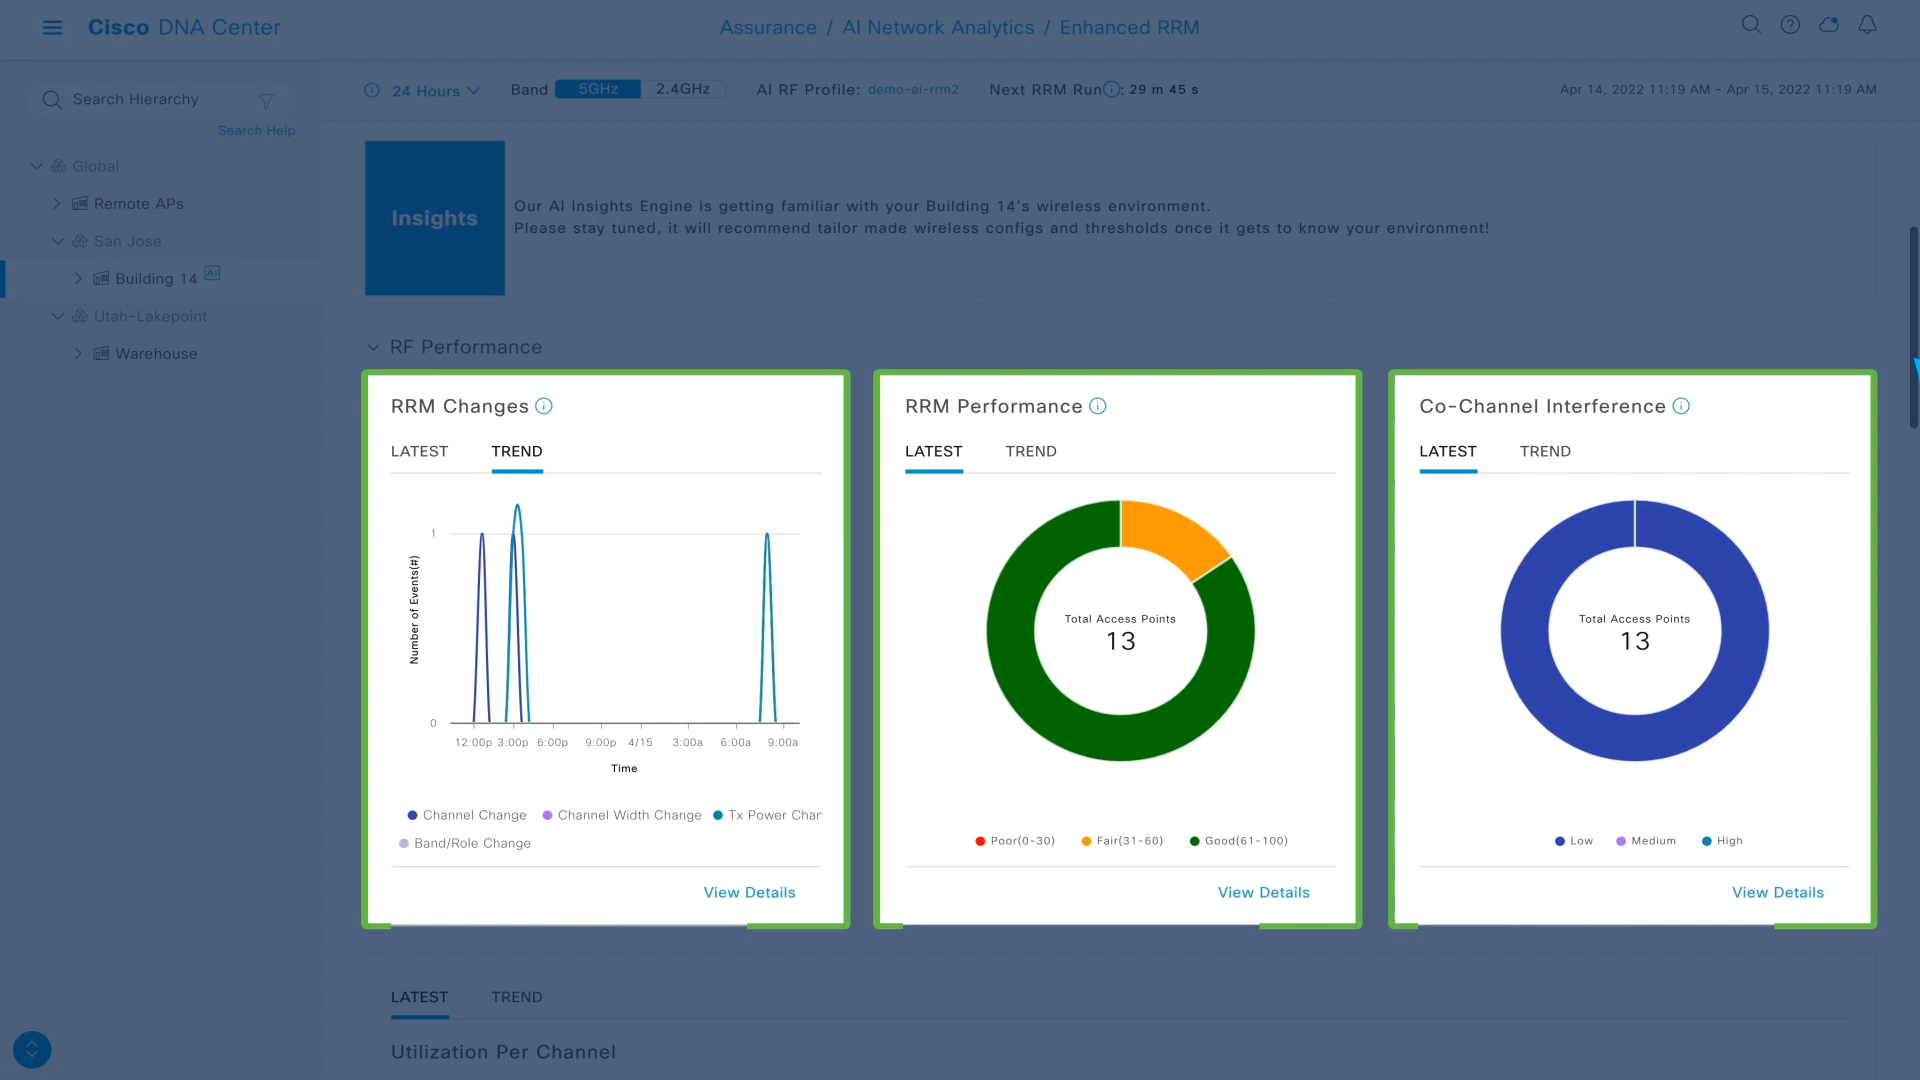 Cisco DNA Center
Assurance / AI Network Analytics / Enhanced RRM
Search Hierarchy
Search Help
Global
Remote APs
San Jose
Building 14 AI
Utah-Lakepoint
Warehouse
24 Hours
Band 5GHz 2.4GHz
AI RF Profile: demo-ai-rrm2
Next RRM Run: 29 m 45 s
Apr 14, 2022 11:19 AM - Apr 15, 2022 11:19 AM
Insights
Our AI Insights Engine is getting familiar with your Building 14's wireless environment.
Please stay tuned, it will recommend tailor made wireless configs and thresholds once it gets to know your environment!
RF Performance
RRM Changes
LATEST TREND
Number of Events(#)
1
0
12:00p 3:00p 6:00p 9:00p 4/15 3:00a 6:00a 9:00a
Time
Channel Change Channel Width Change Tx Power Chan
Band/Role Change
View Details
RRM Performance
LATEST TREND
Total Access Points
13
Poor(0-30) Fair(31-60) Good(61-100)
View Details
Co-Channel Interference
LATEST TREND
Total Access Points
13
Low Medium High
View Details
LATEST TREND
Utilization Per Channel